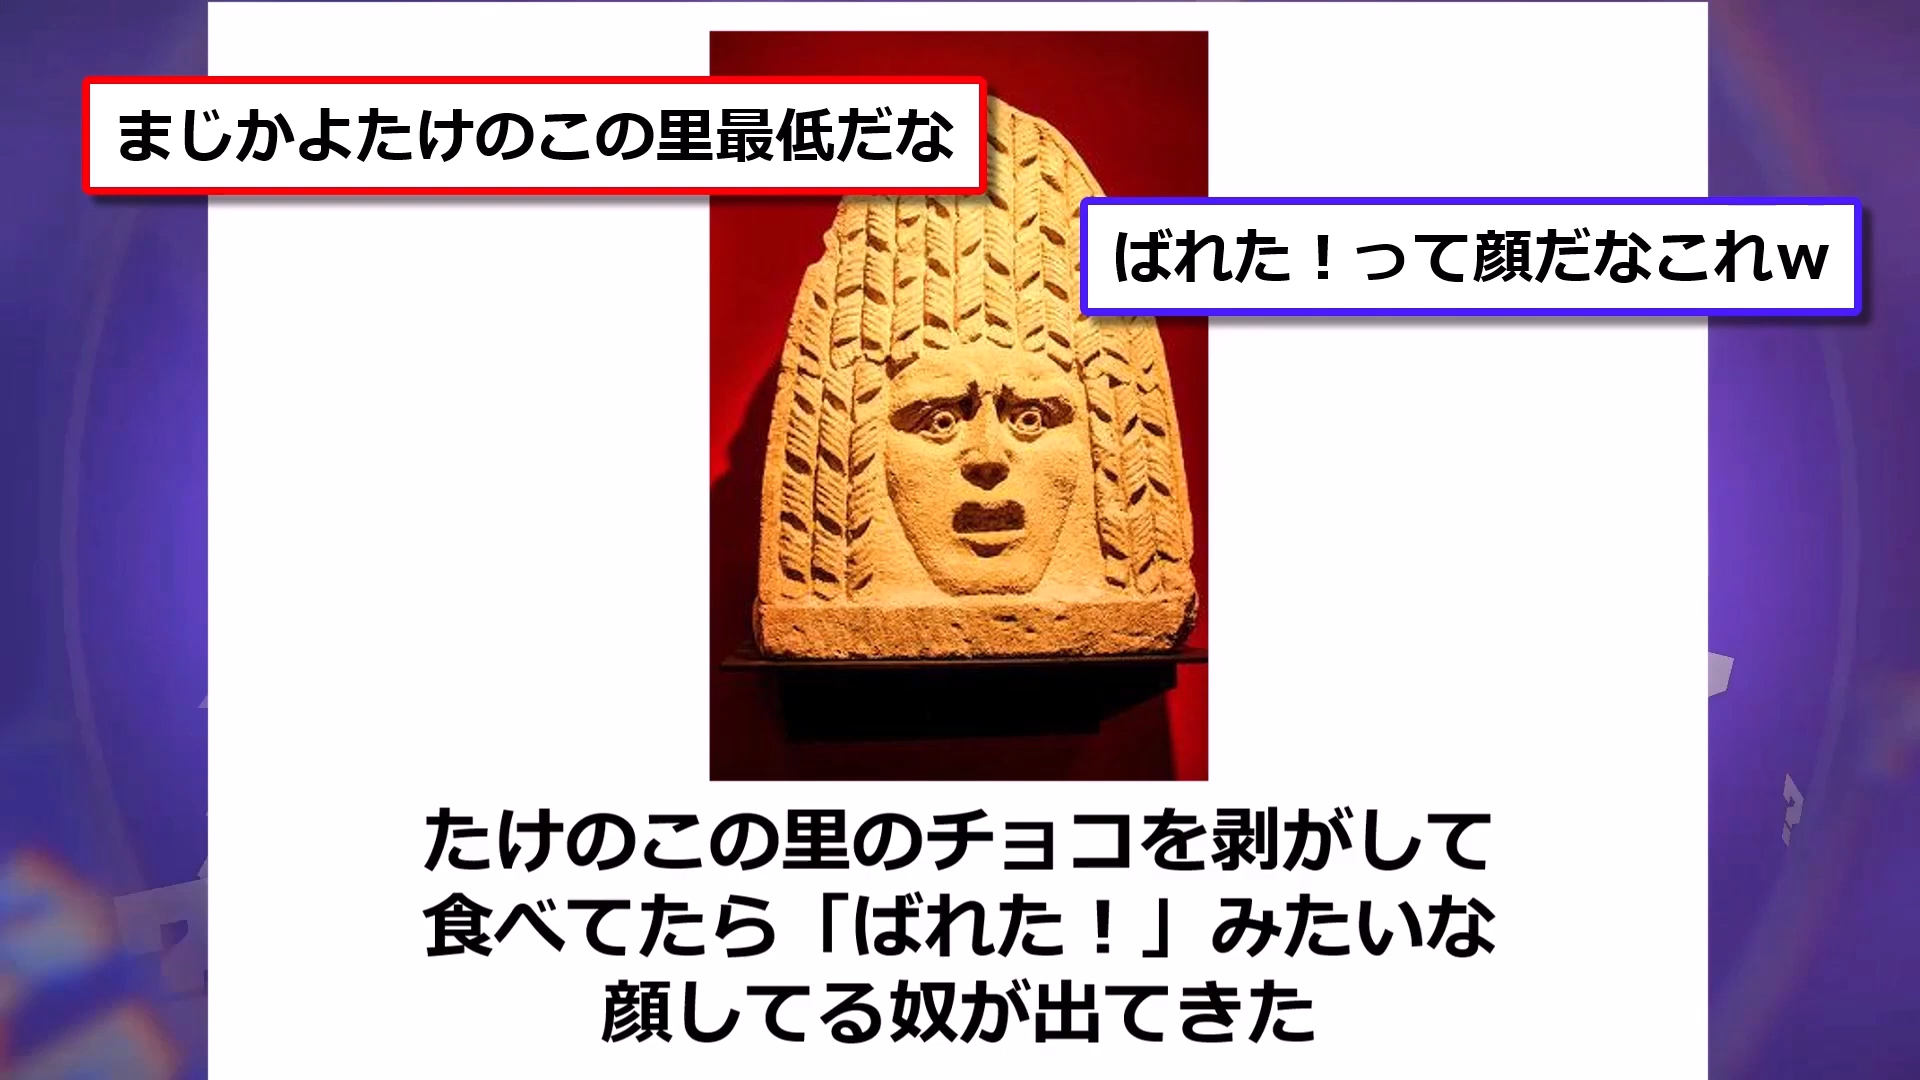 まじかよたけのこの里最低だな
ばれた！って顔だなこれｗ
たけのこの里のチョコを剥がして
食べてたら「ばれた！」みたいな
顔してる奴が出てきた